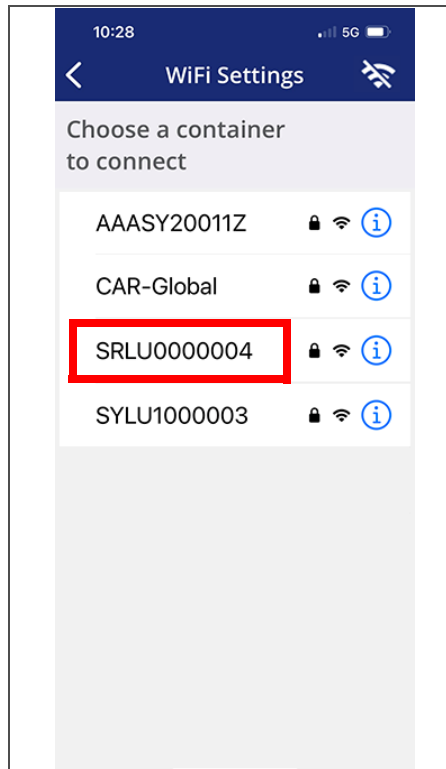 10:28 5G
WiFi Settings
Choose a container
to connect
AAASY20011Z
CAR-Global
SRLU0000004
SYLU1000003